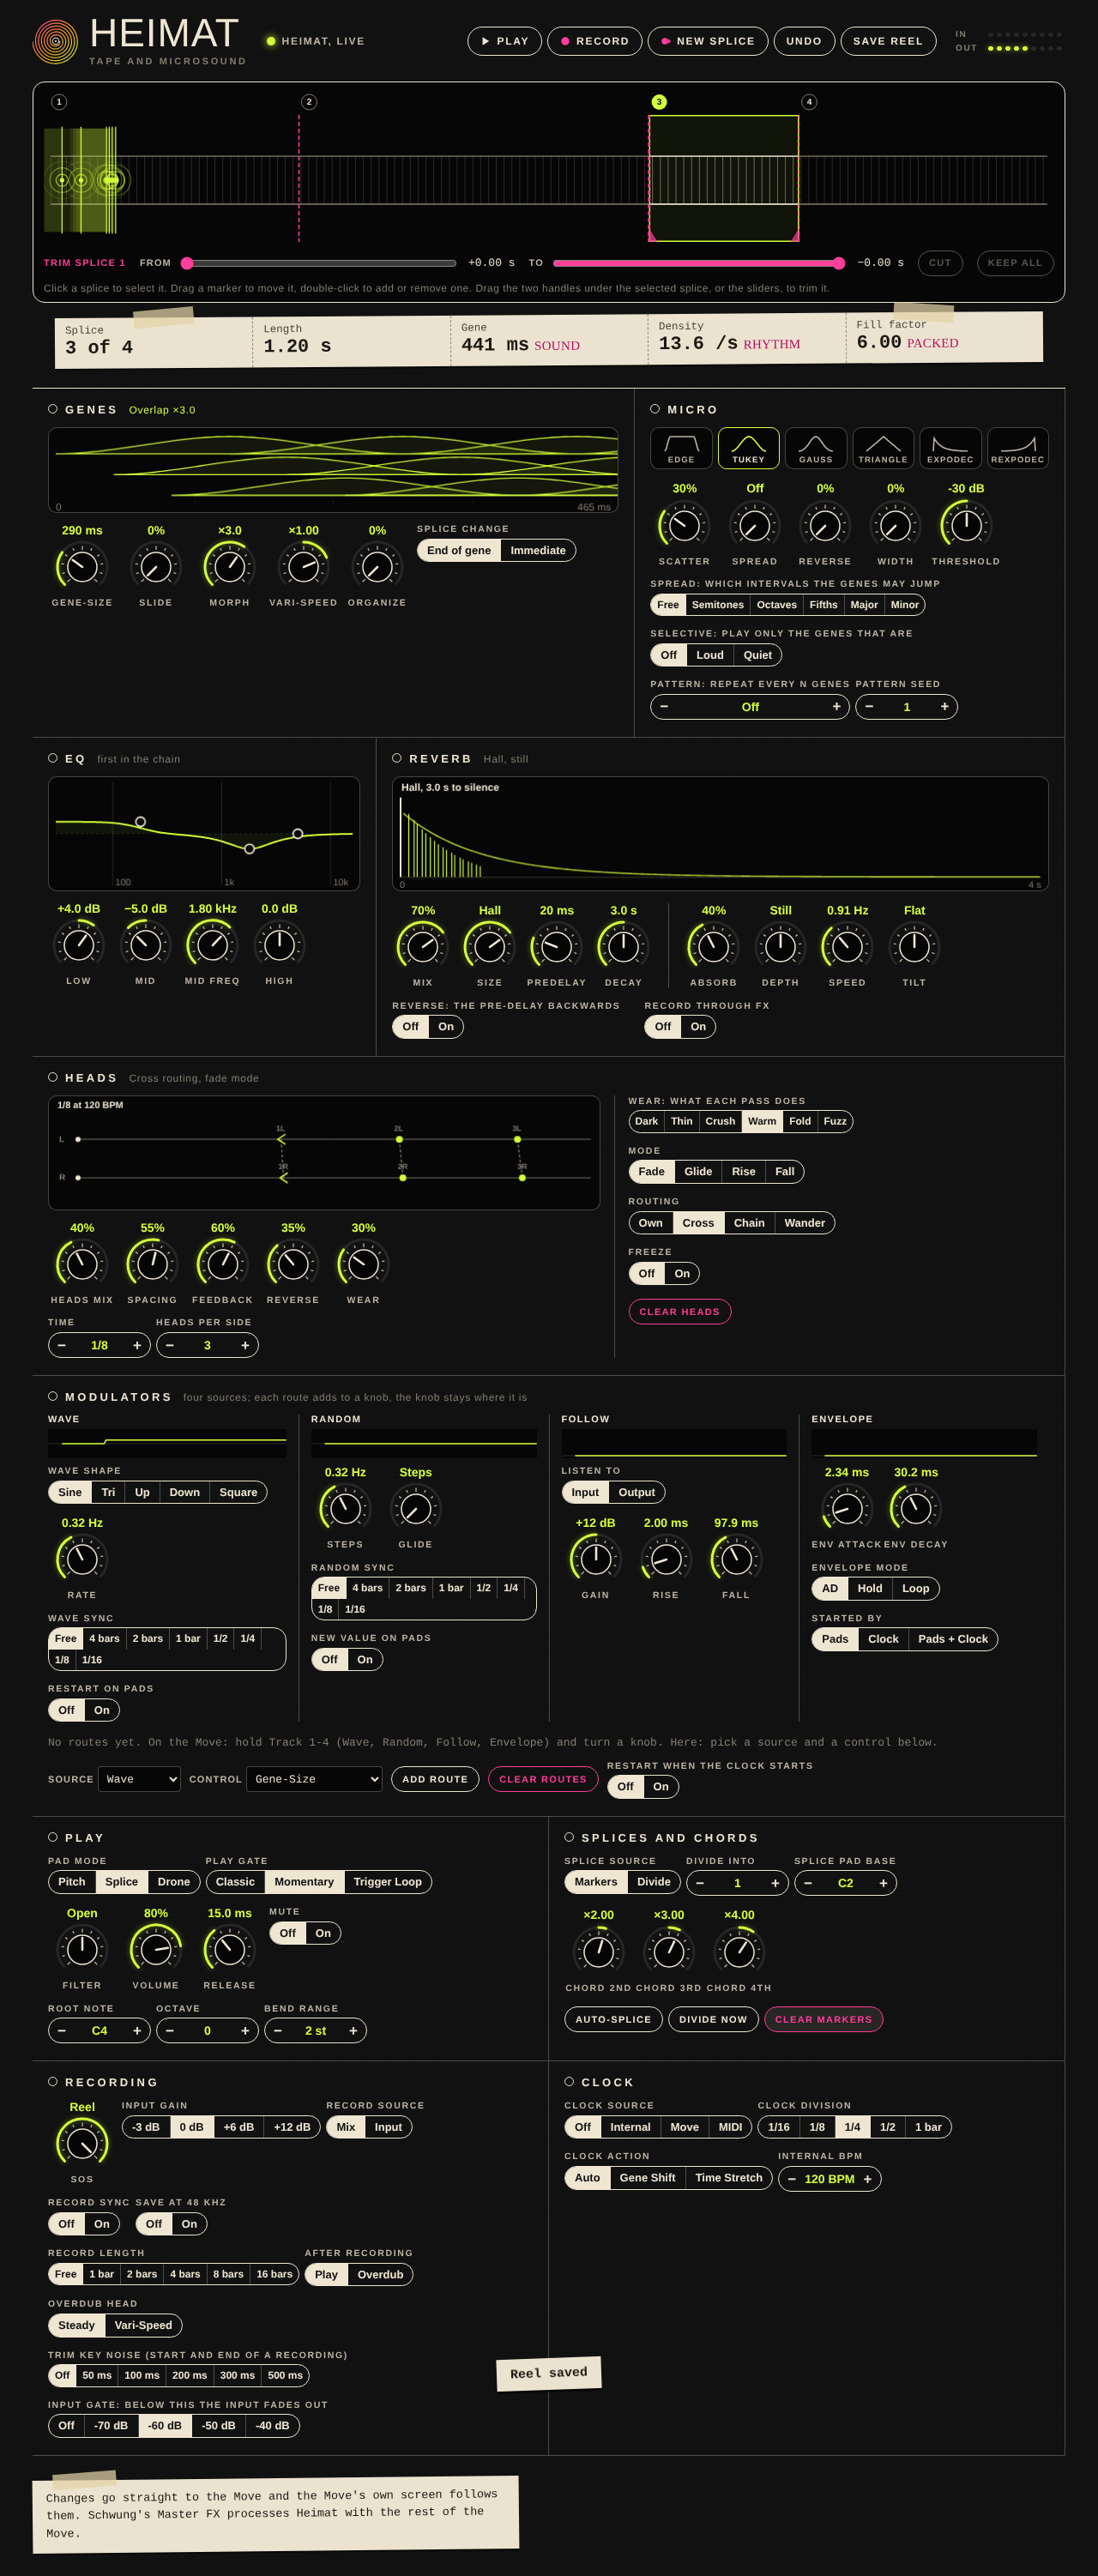 HEIMAT
TAPE AND MICROSOUND
HEIMAT, LIVE
PLAY
RECORD
NEW SPLICE
UNDO
SAVE REEL
IN
OUT
1
2
3
4
TRIM SPLICE 1 FROM +0.00 s TO −0.00 s CUT KEEP ALL
Click a splice to select it. Drag a marker to move it, double-click to add or remove one. Drag the two handles under the selected splice, or the sliders, to trim it.
Splice
3 of 4
Length
1.20 s
Gene
441 ms SOUND
Density
13.6 /s RHYTHM
Fill factor
6.00 PACKED
GENES Overlap ×3.0
0 465 ms
290 ms 0% ×3.0 ×1.00 0%
GENE-SIZE SLIDE MORPH VARI-SPEED ORGANIZE
SPLICE CHANGE
End of gene Immediate
MICRO
EDGE TUKEY GAUSS TRIANGLE EXPODEC REXPODEC
30% Off 0% 0% -30 dB
SCATTER SPREAD REVERSE WIDTH THRESHOLD
SPREAD: WHICH INTERVALS THE GENES MAY JUMP
Free Semitones Octaves Fifths Major Minor
SELECTIVE: PLAY ONLY THE GENES THAT ARE
Off Loud Quiet
PATTERN: REPEAT EVERY N GENES PATTERN SEED
− Off + − 1 +
EQ first in the chain
100 1k 10k
+4.0 dB −5.0 dB 1.80 kHz 0.0 dB
LOW MID MID FREQ HIGH
REVERB Hall, still
Hall, 3.0 s to silence
0 4 s
70% Hall 20 ms 3.0 s 40% Still 0.91 Hz Flat
MIX SIZE PREDELAY DECAY ABSORB DEPTH SPEED TILT
REVERSE: THE PRE-DELAY BACKWARDS RECORD THROUGH FX
Off On Off On
HEADS Cross routing, fade mode
1/8 at 120 BPM
1L 2L 3L
L
1R 2R 3R
R
40% 55% 60% 35% 30%
HEADS MIX SPACING FEEDBACK REVERSE WEAR
TIME HEADS PER SIDE
− 1/8 + − 3 +
WEAR: WHAT EACH PASS DOES
Dark Thin Crush Warm Fold Fuzz
MODE
Fade Glide Rise Fall
ROUTING
Own Cross Chain Wander
FREEZE
Off On
CLEAR HEADS
MODULATORS four sources; each route adds to a knob, the knob stays where it is
WAVE
WAVE SHAPE
Sine Tri Up Down Square
0.32 Hz
RATE
WAVE SYNC
Free 4 bars 2 bars 1 bar 1/2 1/4
1/8 1/16
RESTART ON PADS
Off On
RANDOM
0.32 Hz Steps
STEPS GLIDE
RANDOM SYNC
Free 4 bars 2 bars 1 bar 1/2 1/4
1/8 1/16
NEW VALUE ON PADS
Off On
FOLLOW
LISTEN TO
Input Output
+12 dB 2.00 ms 97.9 ms
GAIN RISE FALL
ENVELOPE
2.34 ms 30.2 ms
ENV ATTACK ENV DECAY
ENVELOPE MODE
AD Hold Loop
STARTED BY
Pads Clock Pads + Clock
No routes yet. On the Move: hold Track 1-4 (Wave, Random, Follow, Envelope) and turn a knob. Here: pick a source and a control below.
SOURCE Wave CONTROL Gene-Size ADD ROUTE CLEAR ROUTES
RESTART WHEN THE CLOCK STARTS
Off On
PLAY
PAD MODE PLAY GATE
Pitch Splice Drone Classic Momentary Trigger Loop
Open 80% 15.0 ms
FILTER VOLUME RELEASE
MUTE
Off On
ROOT NOTE OCTAVE BEND RANGE
− C4 + − 0 + − 2 st +
SPLICES AND CHORDS
SPLICE SOURCE DIVIDE INTO SPLICE PAD BASE
Markers Divide − 1 + − C2 +
×2.00 ×3.00 ×4.00
CHORD 2ND CHORD 3RD CHORD 4TH
AUTO-SPLICE DIVIDE NOW CLEAR MARKERS
RECORDING
Reel
SOS
INPUT GAIN RECORD SOURCE
-3 dB 0 dB +6 dB +12 dB Mix Input
RECORD SYNC SAVE AT 48 KHZ
Off On Off On
RECORD LENGTH AFTER RECORDING
Free 1 bar 2 bars 4 bars 8 bars 16 bars Play Overdub
OVERDUB HEAD
Steady Vari-Speed
TRIM KEY NOISE (START AND END OF A RECORDING)
Off 50 ms 100 ms 200 ms 300 ms 500 ms
INPUT GATE: BELOW THIS THE INPUT FADES OUT
Off -70 dB -60 dB -50 dB -40 dB
CLOCK
CLOCK SOURCE CLOCK DIVISION
Off Internal Move MIDI 1/16 1/8 1/4 1/2 1 bar
CLOCK ACTION INTERNAL BPM
Auto Gene Shift Time Stretch − 120 BPM +
Reel saved
Changes go straight to the Move and the Move's own screen follows
them. Schwung's Master FX processes Heimat with the rest of the
Move.